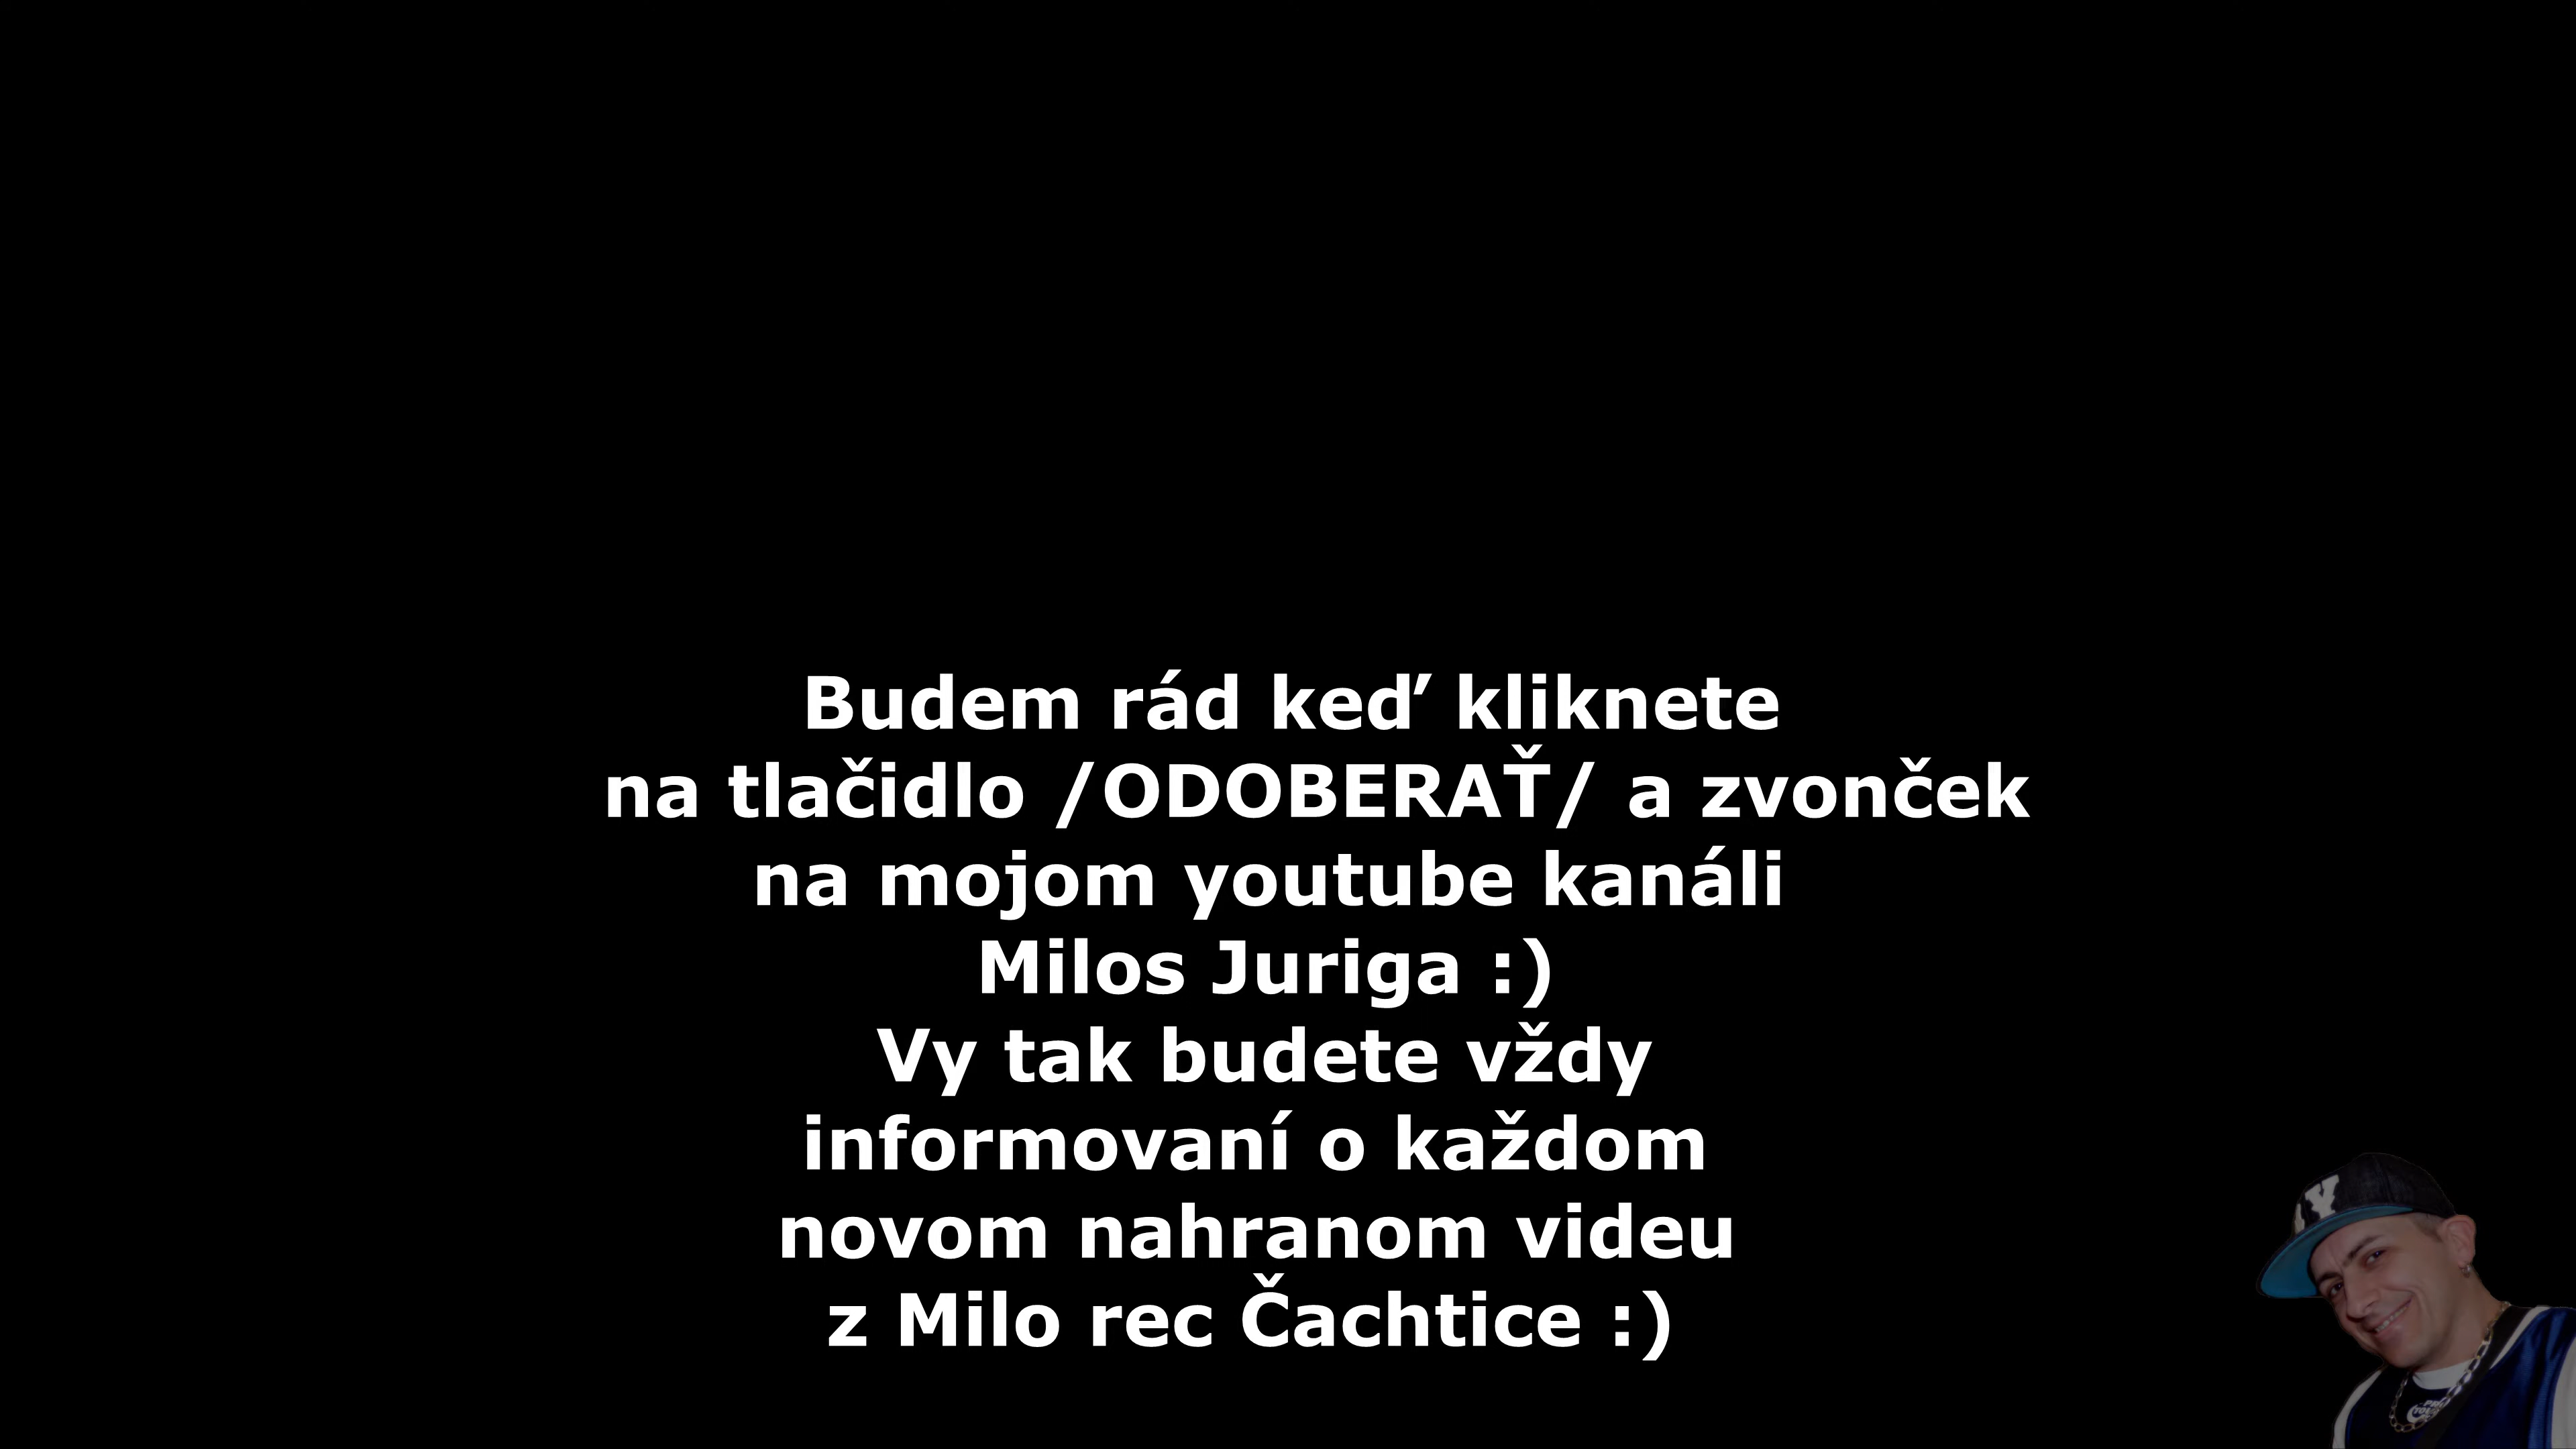 Budem rád keď kliknete
na tlačidlo /ODOBERAŤ/ a zvonček
na mojom youtube kanáli
Milos Juriga :)
Vy tak budete vždy
informovaní o každom
novom nahranom videu
z Milo rec Čachtice :)